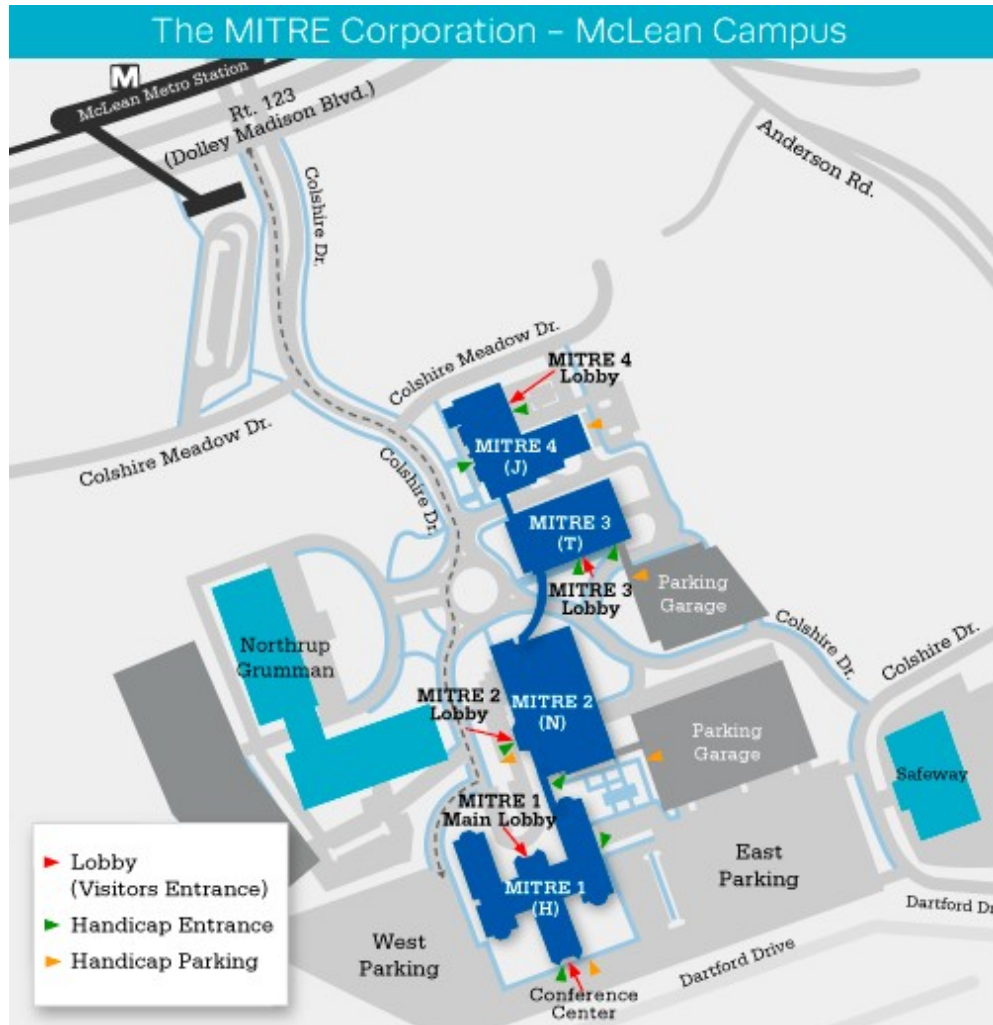 The MITRE Corporation – McLean Campus
M
McLean Metro Station
Rt. 123
(Dolley Madison Blvd.)
Anderson Rd.
Colshire Dr.
Colshire Meadow Dr.
MITRE 4
Lobby
Colshire Meadow Dr.
MITRE 4
(J)
Colshire Dr.
MITRE 3
(T)
MITRE 3
Lobby
Parking
Garage
Northrup
Grumman
Colshire Dr.
Colshire Dr.
MITRE 2
Lobby
MITRE 2
(N)
Parking
Garage
Safeway
MITRE 1
Main Lobby
East
Parking
MITRE 1
(H)
Dartford Dr
West
Parking
Dartford Drive
Conference
Center
Lobby
(Visitors Entrance)
Handicap Entrance
Handicap Parking